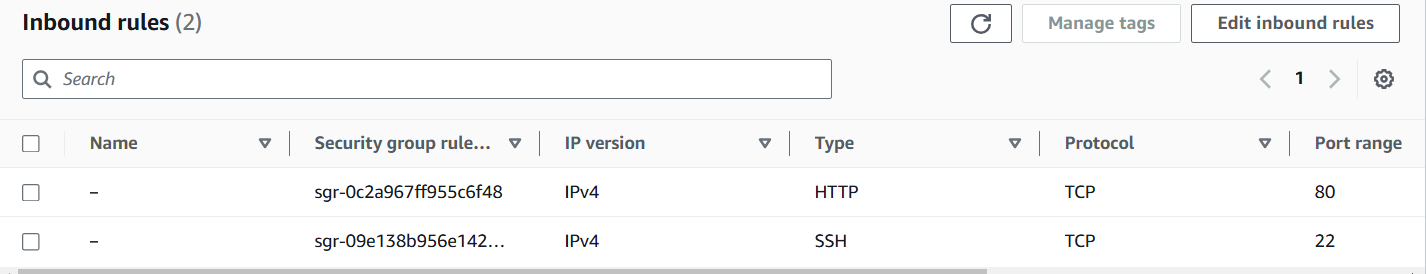 Inbound rules (2) Manage tags Edit inbound rules
Search 1
Name Security group rule... IP version Type Protocol Port range
– sgr-0c2a967ff955c6f48 IPv4 HTTP TCP 80
– sgr-09e138b956e142... IPv4 SSH TCP 22